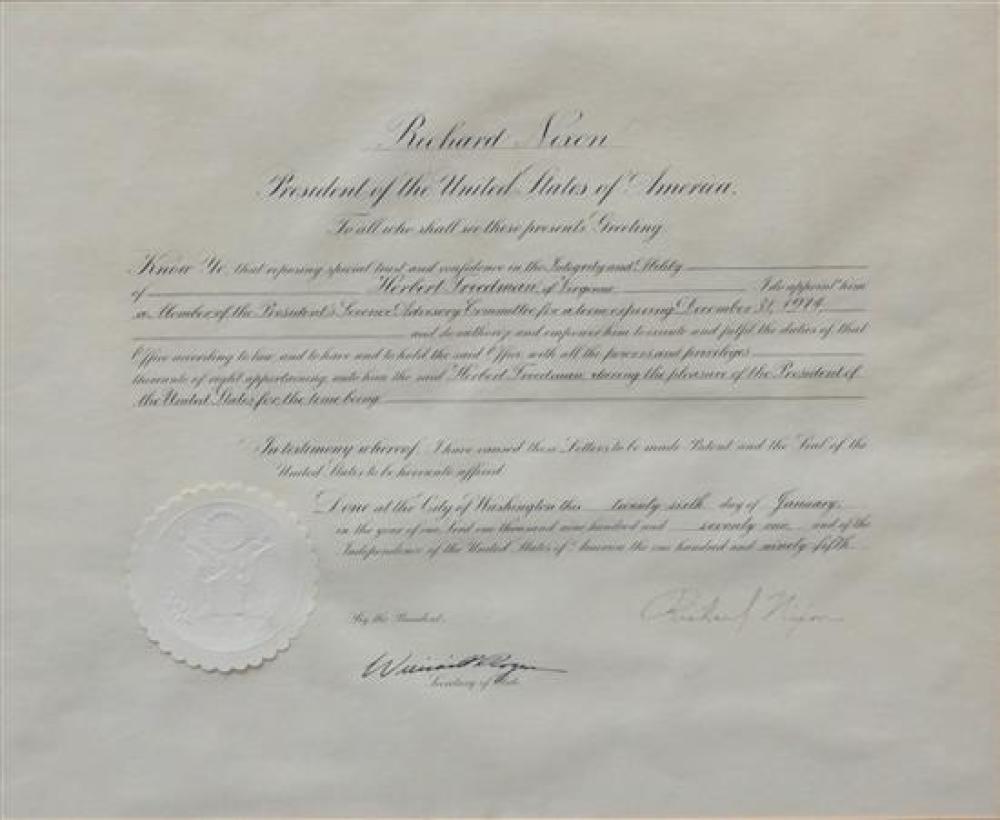 Richard Nixon
President of the United States of America.
To all who shall see these presents Greeting
Know Ye, that reposing special trust and confidence in the Integrity and Ability
of Herbert Friedman, of Virginia I do appoint him
a Member of the President's Science Advisory Committee for a term expiring December 31, 1974,
and do authorize and empower him to execute and fulfil the duties of that
Office according to law, and to have and to hold the said Office, with all the powers and privileges
thereunto of right appertaining, unto him the said Herbert Friedman, during the pleasure of the President of
the United States for the time being
In testimony whereof, I have caused these Letters to be made Patent and the Seal of the
United States to be hereunto affixed
Done at the City of Washington this twenty sixth day of January,
in the year of our Lord one thousand nine hundred and seventy one, and of the
Independence of the United States of America the one hundred and ninety-fifth.
Richard Nixon
By the President:
William P Rogers
Secretary of State